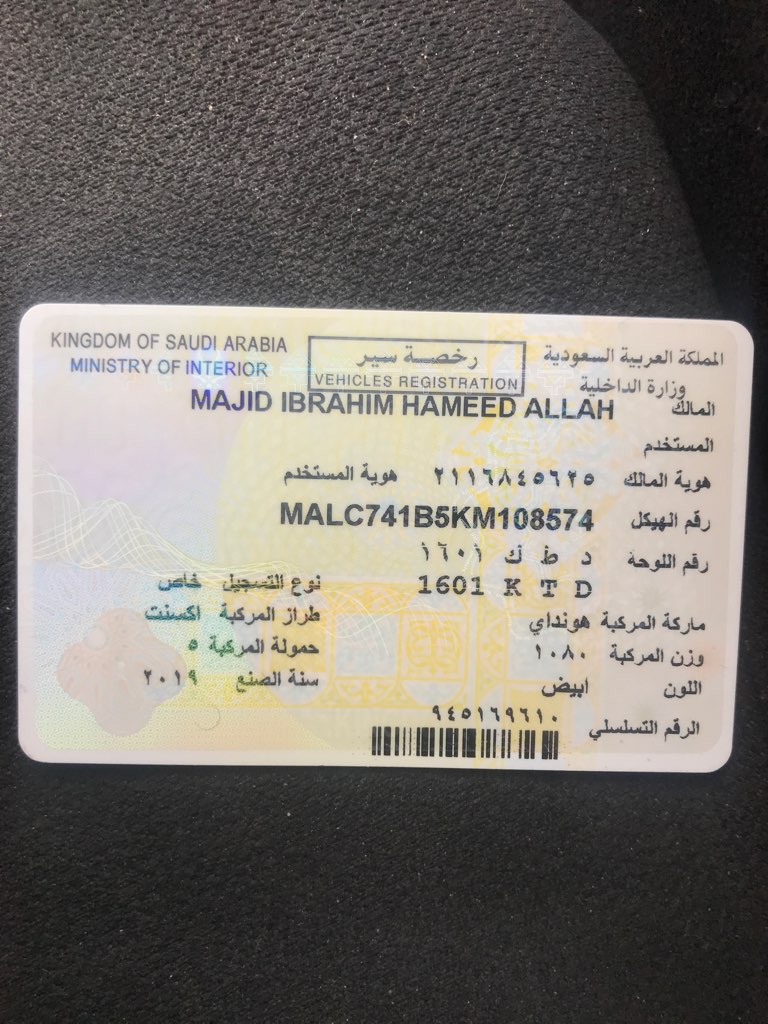 KINGDOM OF SAUDI ARABIA
MINISTRY OF INTERIOR
رخصة سير
VEHICLES REGISTRATION
المملكة العربية السعودية
وزارة الداخلية
المالك MAJID IBRAHIM HAMEED ALLAH
المستخدم
هوية المالك ٢١١٦٨٤٥٦٢٥ هوية المستخدم
رقم الهيكل MALC741B5KM108574
رقم اللوحة د ط ك ١٦٠١
1601 K T D
نوع التسجيل خاص
ماركة المركبة هونداي طراز المركبة اكسنت
وزن المركبة ١٠٨٠ حمولة المركبة ٥
اللون ابيض سنة الصنع ٢٠١٩
الرقم التسلسلي ٩٤٥١٦٩٦١٠